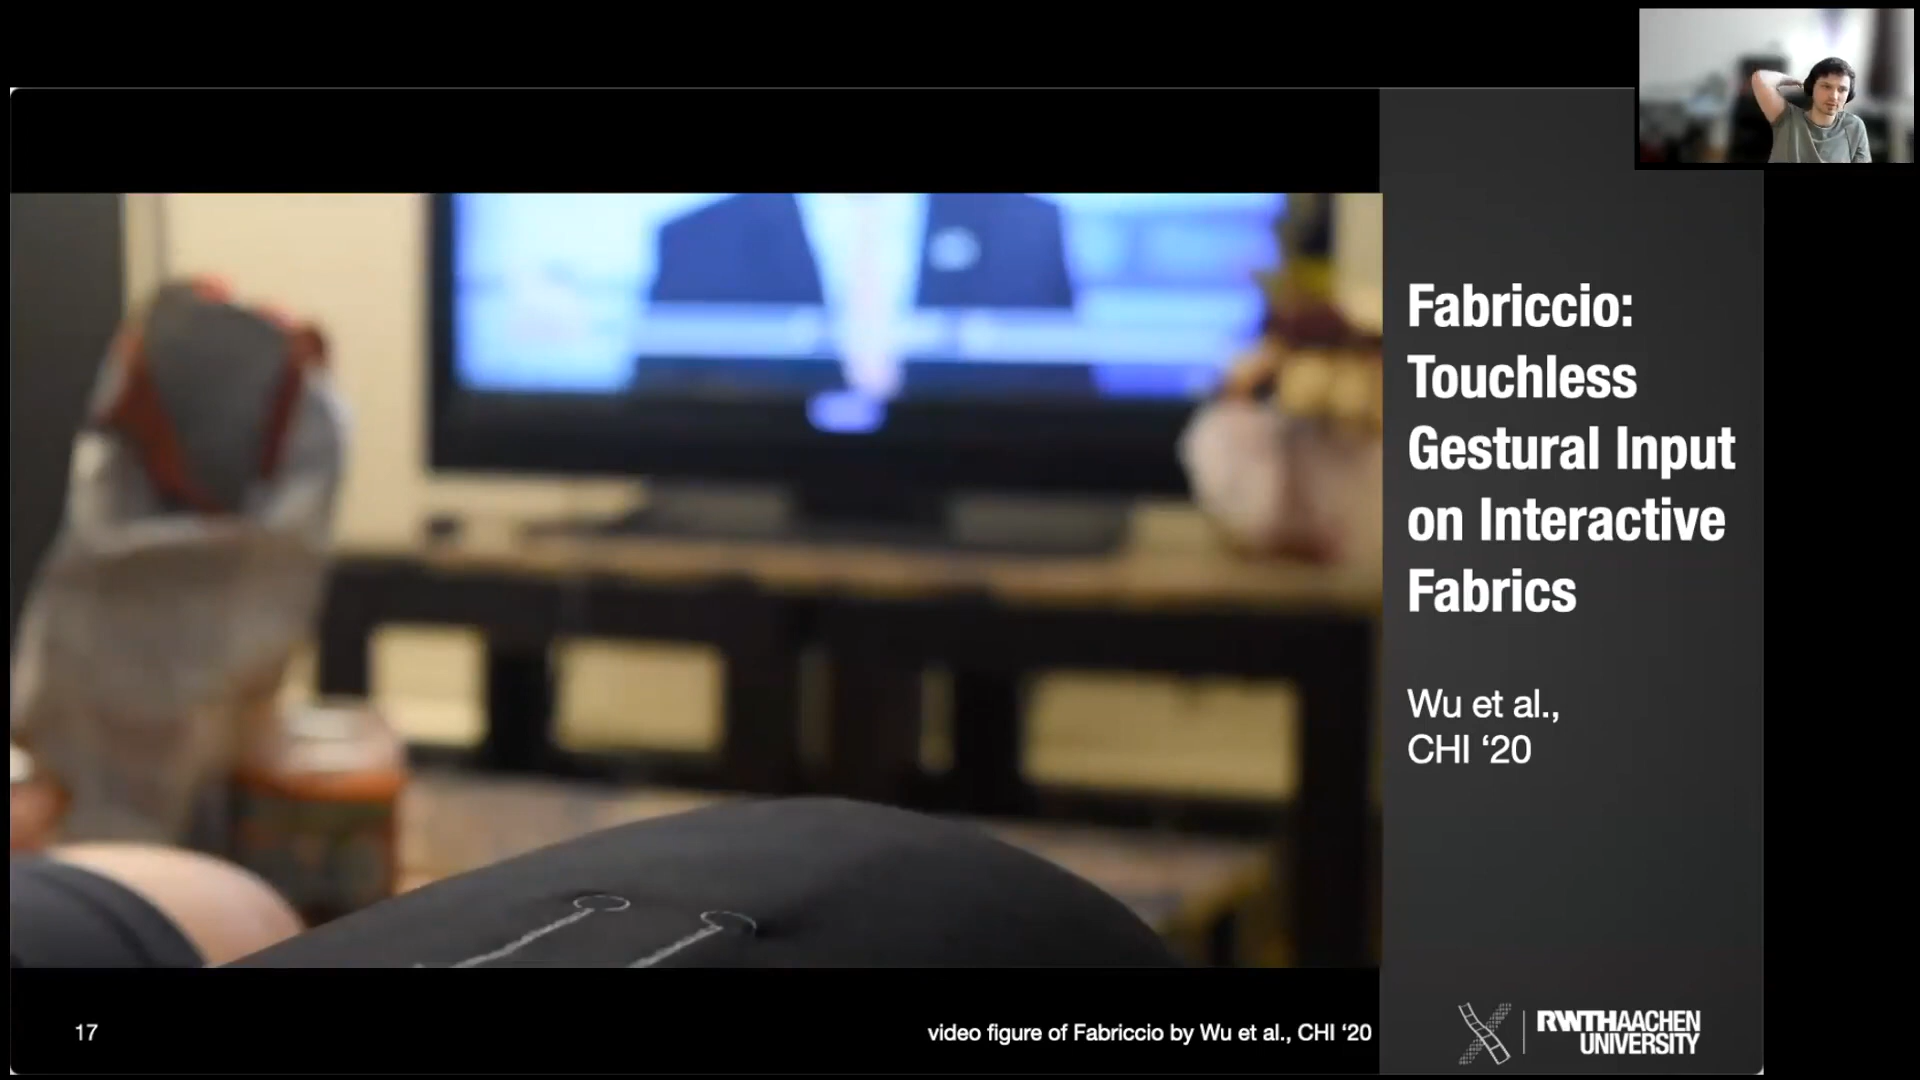 Fabriccio:
Touchless
Gestural Input
on Interactive
Fabrics
Wu et al.,
CHI ‘20
17
video figure of Fabriccio by Wu et al., CHI ‘20
RWTHAACHEN
UNIVERSITY